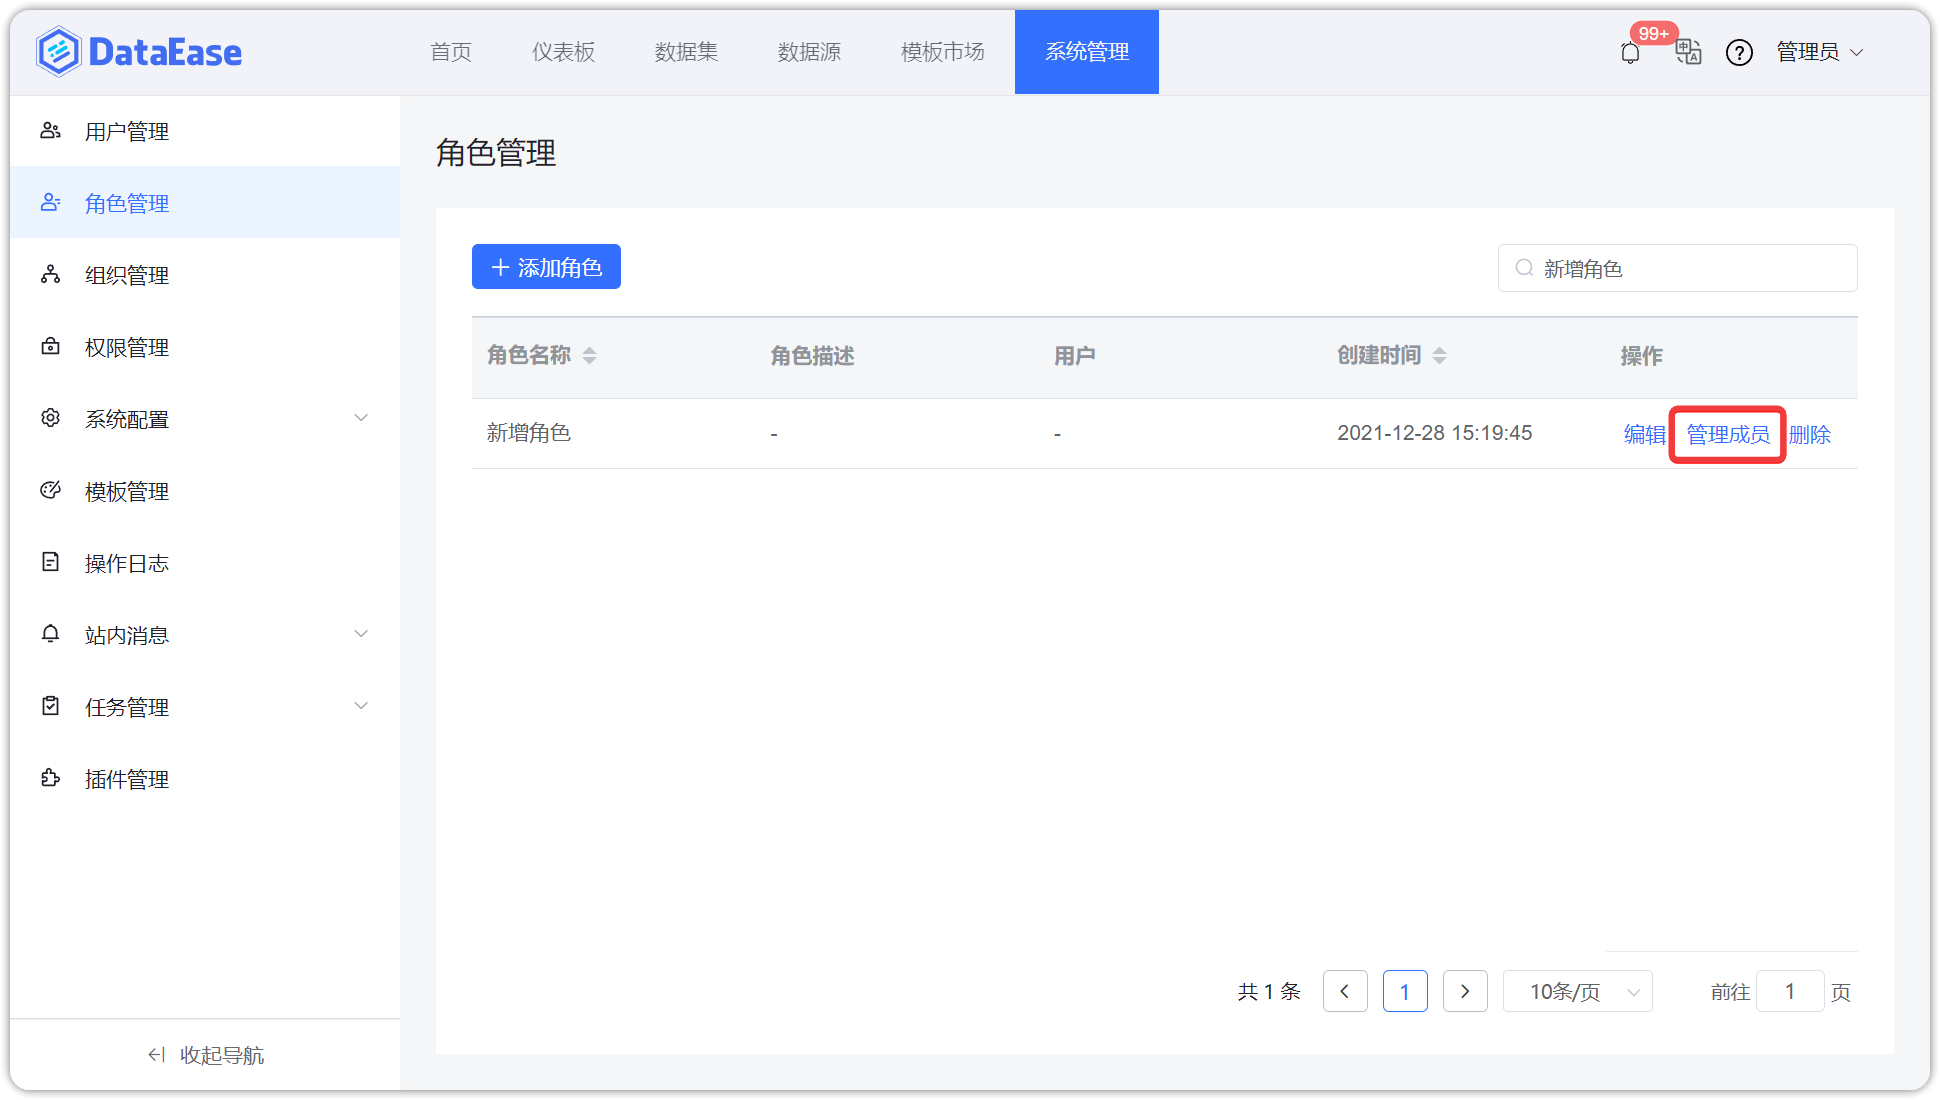 DataEase 首页 仪表板 数据集 数据源 模板市场 系统管理 99+ 中 A ? 管理员
用户管理
角色管理
组织管理
权限管理
系统配置
模板管理
操作日志
站内消息
任务管理
插件管理
收起导航
角色管理
添加角色 新增角色
角色名称 角色描述 用户 创建时间 操作
新增角色 - - 2021-12-28 15:19:45 编辑 管理成员 删除
共 1 条 1 10条/页 前往 1 页